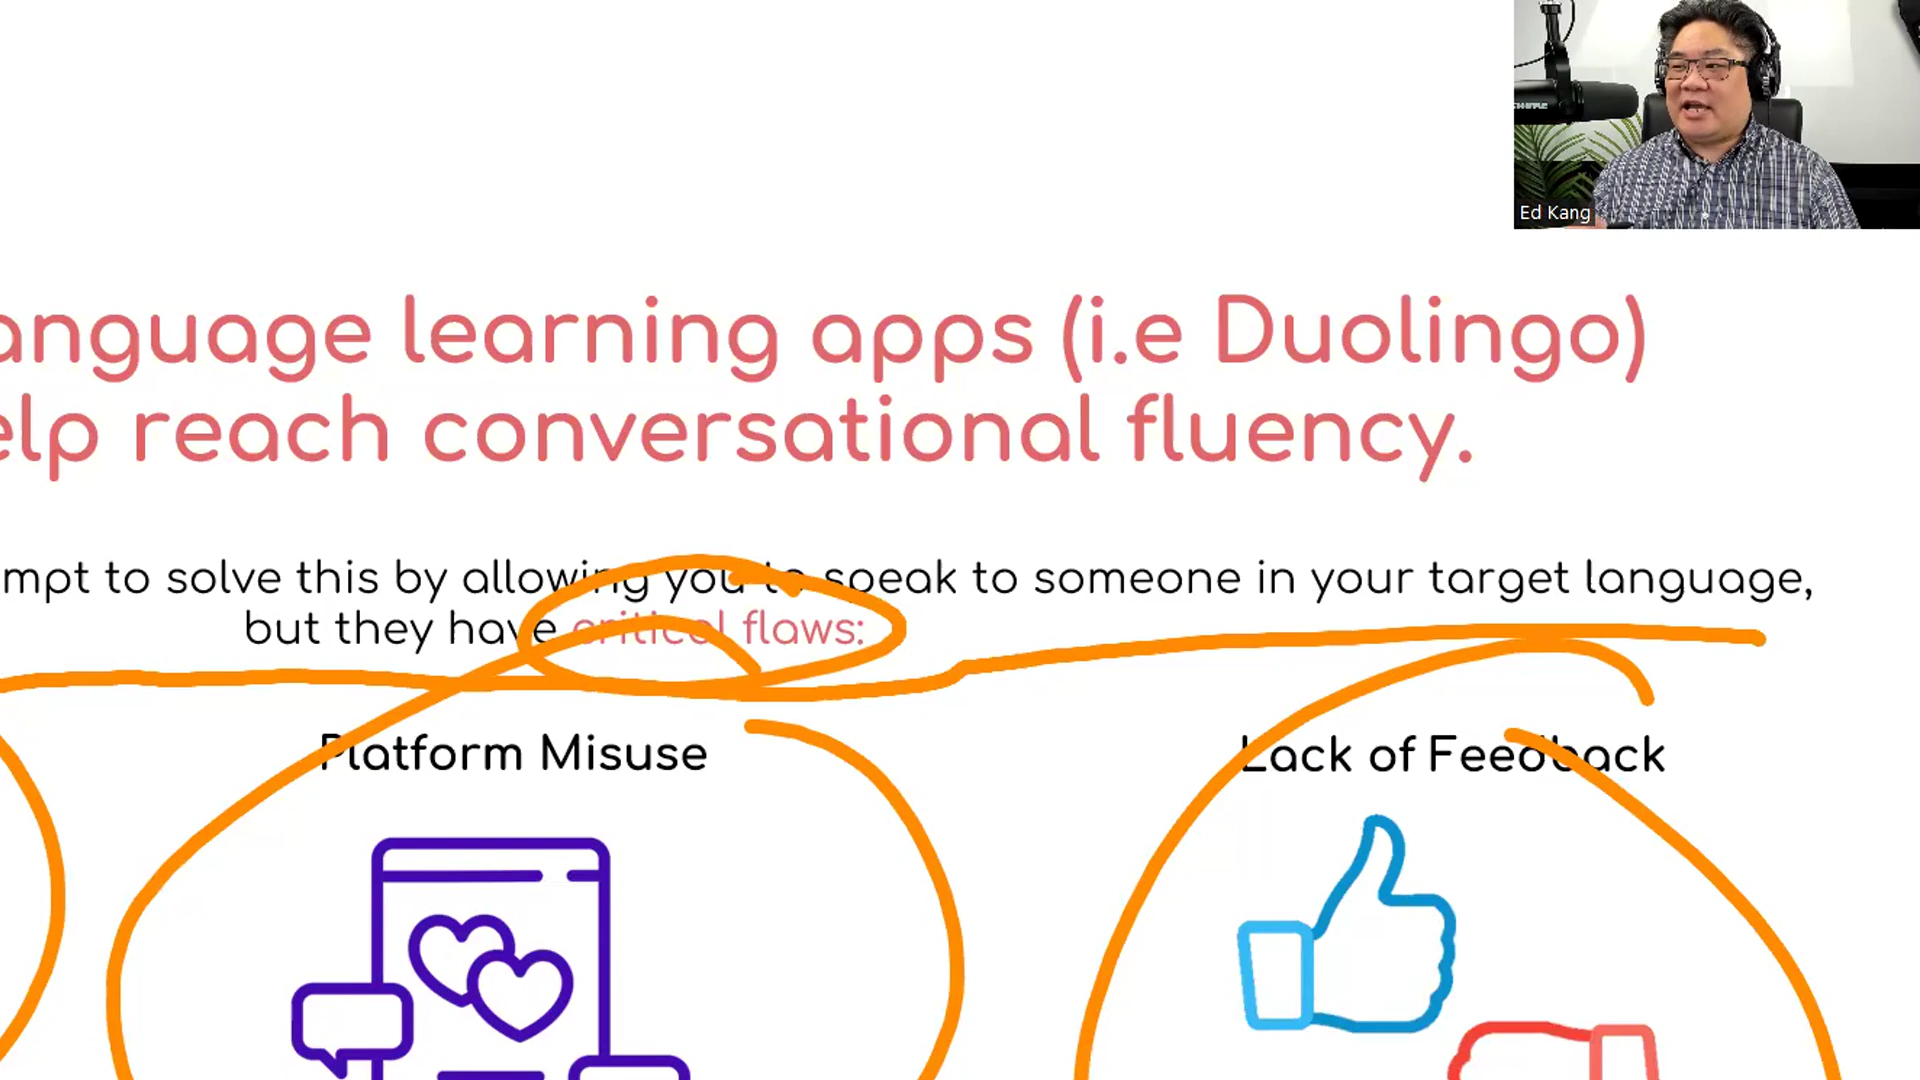 Ed Kang
anguage learning apps (i.e Duolingo)
elp reach conversational fluency.
mpt to solve this by allowing you to speak to someone in your target language,
but they have critical flaws:
Platform Misuse
Lack of Feedback